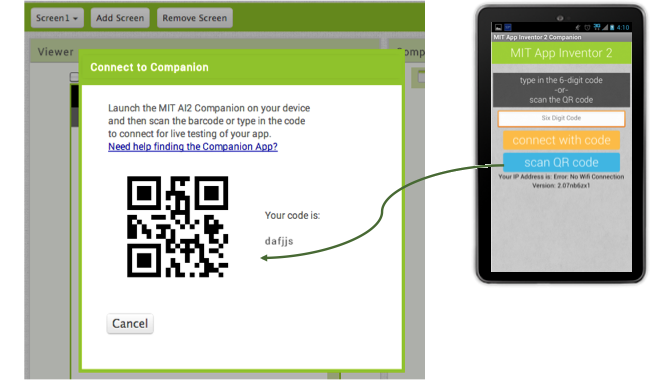 Screen1
Add Screen
Remove Screen
Viewer
Comp
Connect to Companion
Launch the MIT AI2 Companion on your device
and then scan the barcode or type in the code
to connect for live testing of your app.
Need help finding the Companion App?
Your code is:
dafjjs
Cancel
4:10
MIT App Inventor 2 Companion
MIT App Inventor 2
type in the 6-digit code
-or-
scan the QR code
Six Digit Code
connect with code
scan QR code
Your IP Address is: Error: No Wifi Connection
Version: 2.07nb6zx1